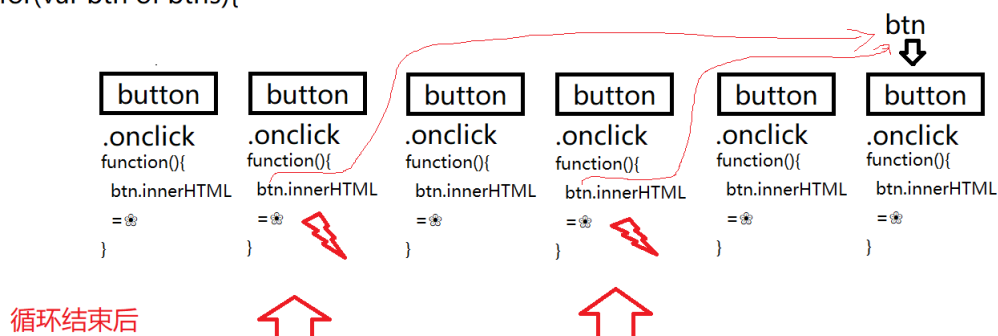 for(var btn of btns){
btn
button button button button button button
.onclick .onclick .onclick .onclick .onclick .onclick
function(){ function(){ function(){ function(){ function(){ function(){
btn.innerHTML btn.innerHTML btn.innerHTML btn.innerHTML btn.innerHTML btn.innerHTML
=❀ =❀ =❀ =❀ =❀ =❀
} } } } } }
循环结束后